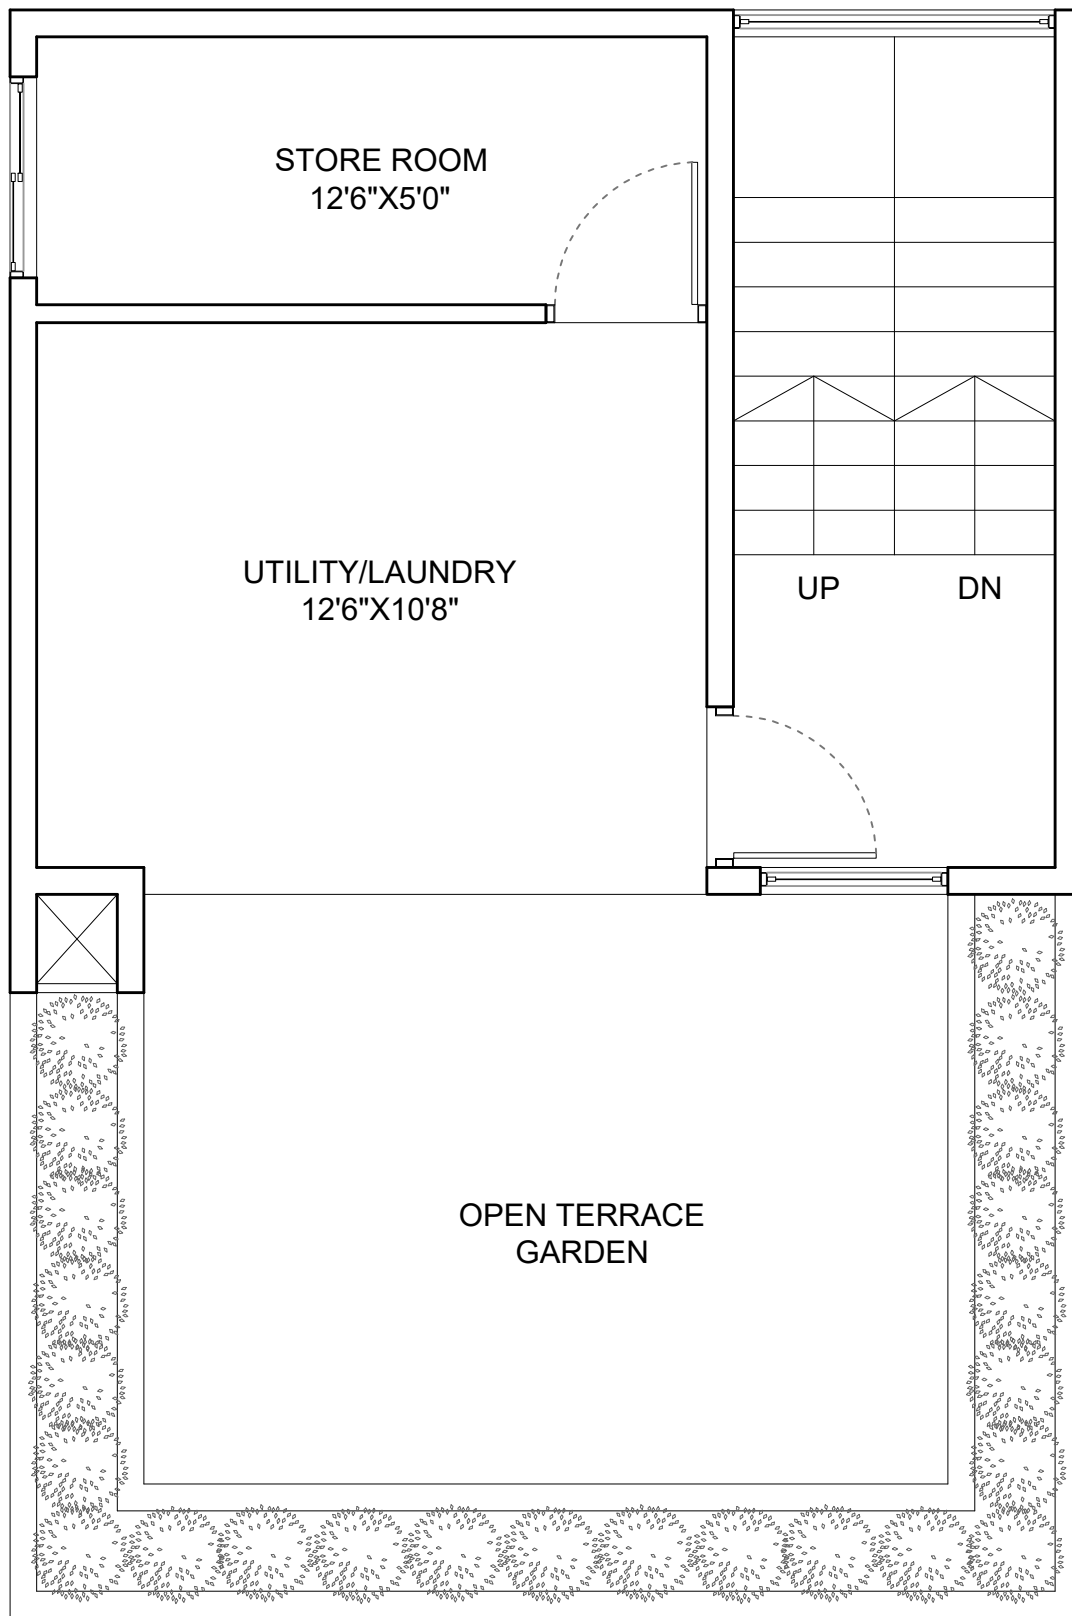 STORE ROOM
12'6"X5'0"
UTILITY/LAUNDRY
12'6"X10'8"
UP
DN
OPEN TERRACE
GARDEN